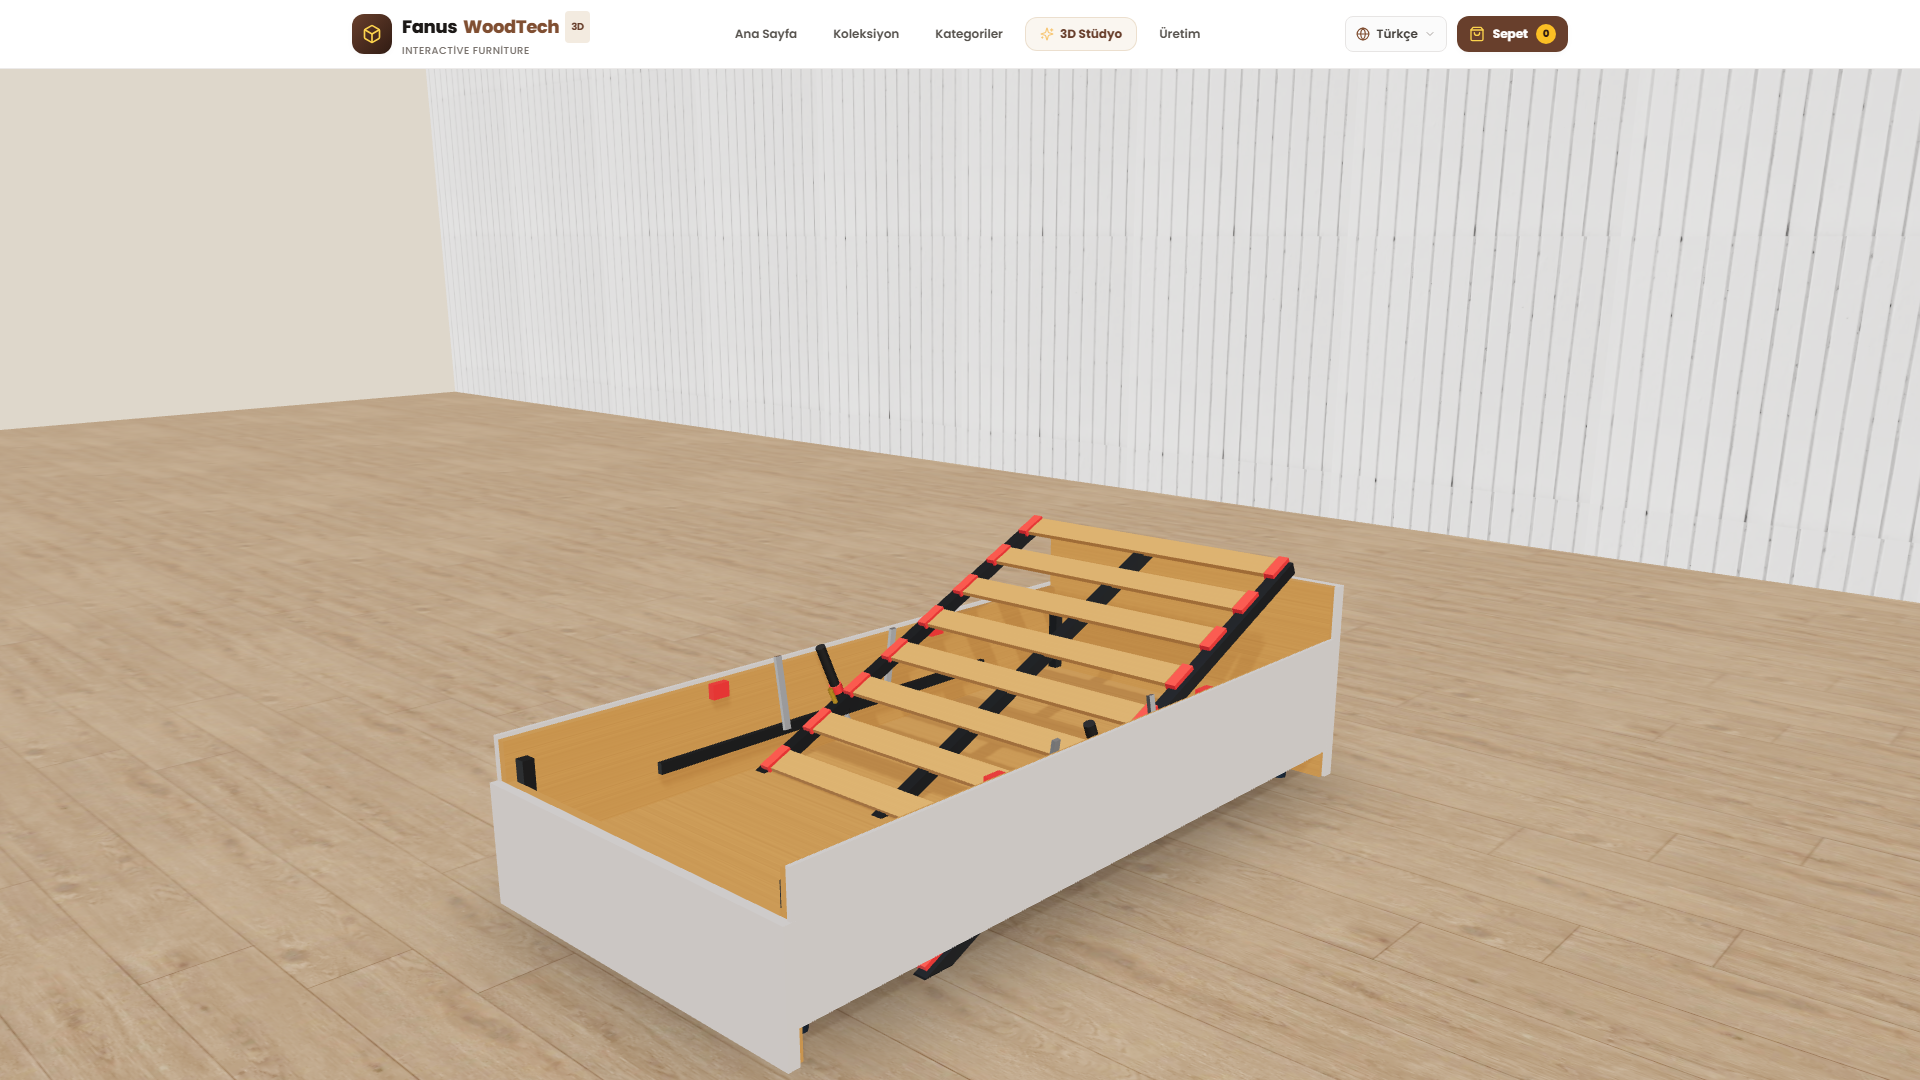 Fanus WoodTech 3D
INTERACTİVE FURNİTURE
Ana Sayfa
Koleksiyon
Kategoriler
3D Stüdyo
Üretim
Türkçe
Sepet 0